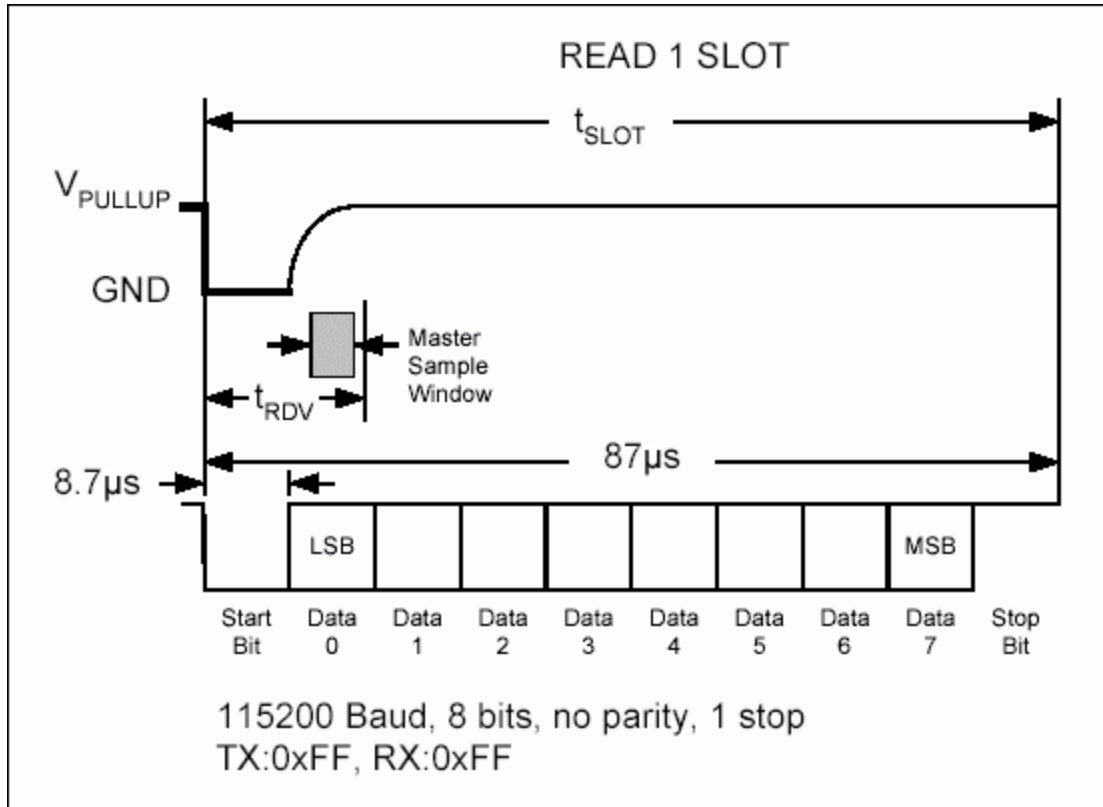 READ 1 SLOT
tSLOT
VPULLUP
GND
Master
Sample
Window
tRDV
87µs
8.7µs
LSB
MSB
Start Bit
Data 0
Data 1
Data 2
Data 3
Data 4
Data 5
Data 6
Data 7
Stop Bit
115200 Baud, 8 bits, no parity, 1 stop
TX:0xFF, RX:0xFF